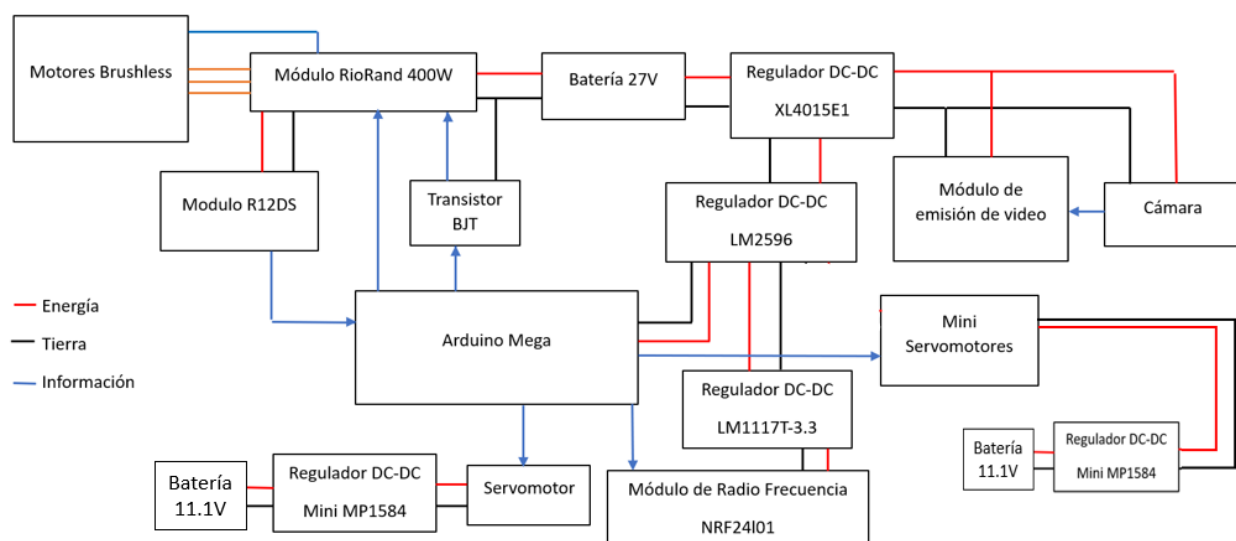 Motores Brushless
Módulo RioRand 400W
Batería 27V
Regulador DC-DC
XL4015E1
Modulo R12DS
Transistor
BJT
Regulador DC-DC
LM2596
Módulo de
emisión de video
Cámara
Energía
Tierra
Información
Arduino Mega
Mini
Servomotores
Regulador DC-DC
LM1117T-3.3
Batería
11.1V
Regulador DC-DC
Mini MP1584
Batería
11.1V
Regulador DC-DC
Mini MP1584
Servomotor
Módulo de Radio Frecuencia
NRF24l01